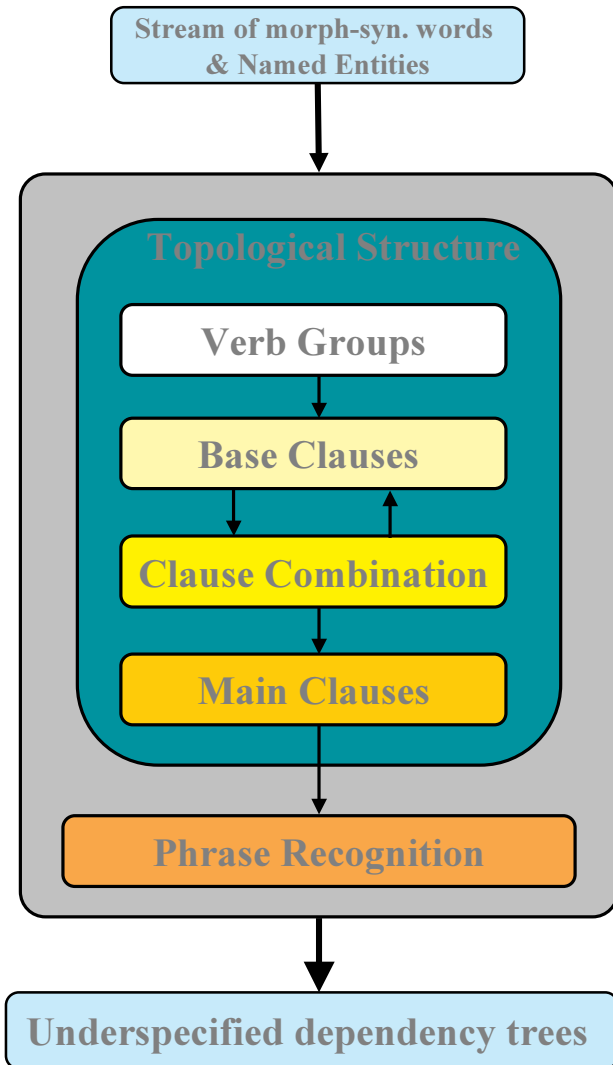 Stream of morph-syn. words
& Named Entities
Topological Structure
Verb Groups
Base Clauses
Clause Combination
Main Clauses
Phrase Recognition
Underspecified dependency trees